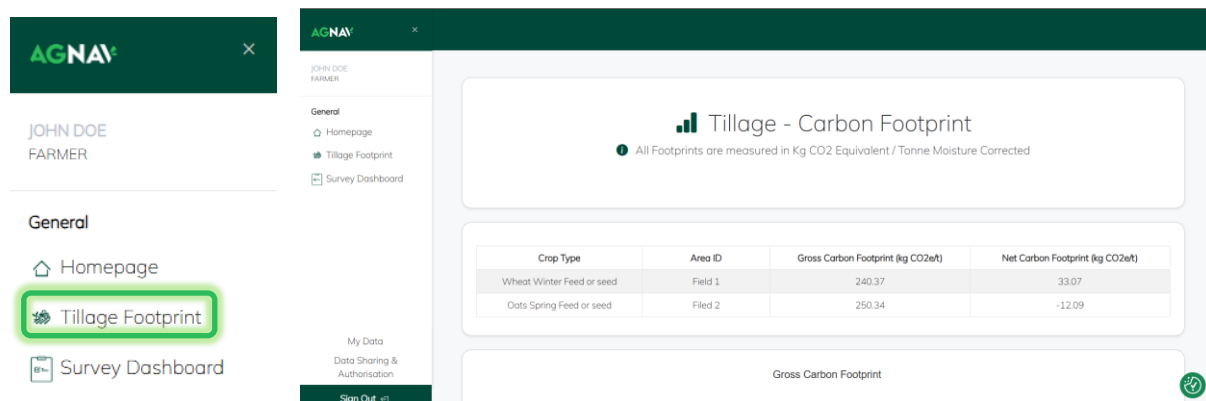 AGNAV
×
JOHN DOE
FARMER
General
Homepage
Tillage Footprint
Survey Dashboard
AGNAV
×
JOHN DOE
FARMER
General
Homepage
Tillage Footprint
Survey Dashboard
My Data
Data Sharing &
Authorisation
Sign Out
Tillage - Carbon Footprint
All Footprints are measured in Kg CO2 Equivalent / Tonne Moisture Corrected
Crop Type Area ID Gross Carbon Footprint (kg CO2e/t) Net Carbon Footprint (kg CO2e/t)
Wheat Winter Feed or seed Field 1 240.37 33.07
Oats Spring Feed or seed Filed 2 250.34 -12.09
Gross Carbon Footprint